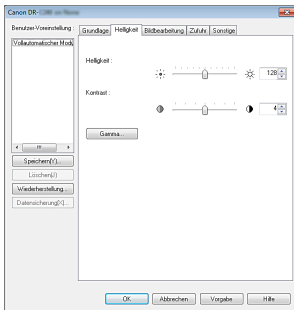 Canon DR-
Benutzer-Voreinstellung :
Vollautomatischer Modu
Speichern(V)...
Löschen(J)
Wiederherstellung...
Datensicherung(X)...
Grundlage Helligkeit Bildbearbeitung Zufuhr Sonstige
Helligkeit :
128
Kontrast :
4
Gamma...
OK Abbrechen Vorgabe Hilfe